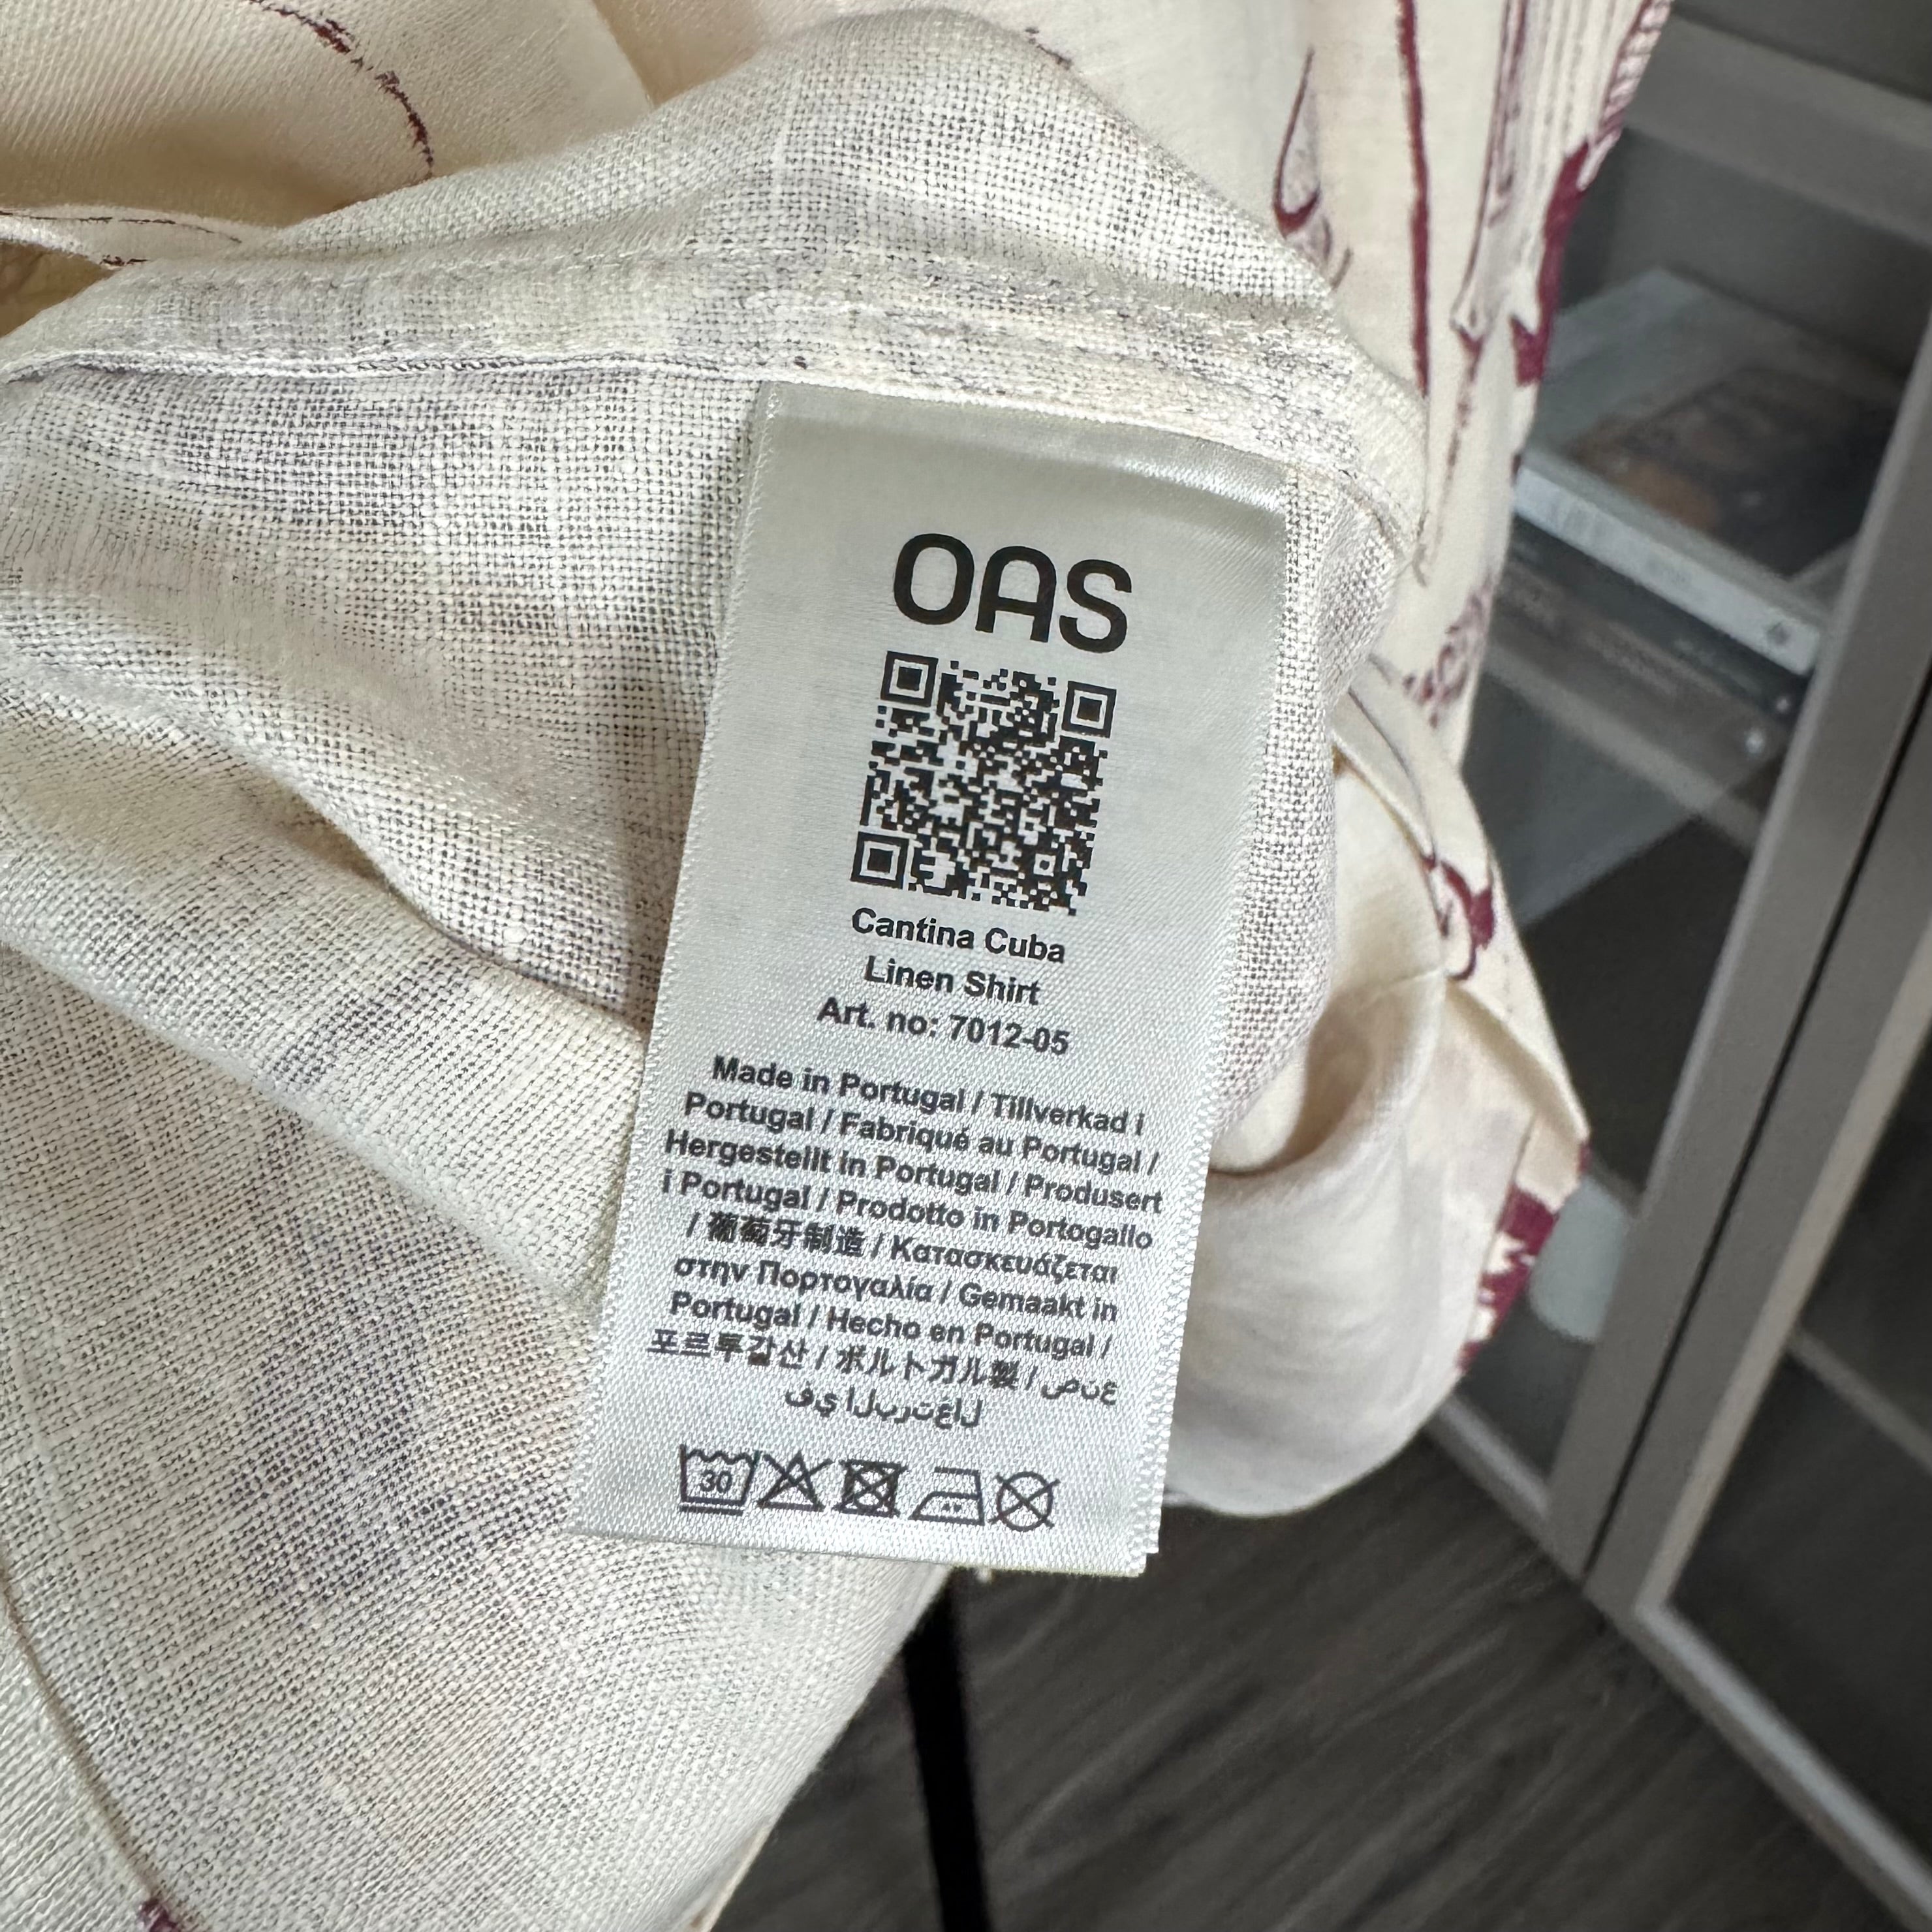 OAS
Cantina Cuba
Linen Shirt
Art. no: 7012-05
Made in Portugal / Tillverkad i
Portugal / Fabriqué au Portugal /
Hergestellt in Portugal / Produsert
i Portugal / Prodotto in Portogallo
/ 葡萄牙制造 / Κατασκευάζεται
στην Πορτογαλία / Gemaakt in
Portugal / Hecho en Portugal /
포르투갈산 / ポルトガル製 / صنع
في البرتغال
30